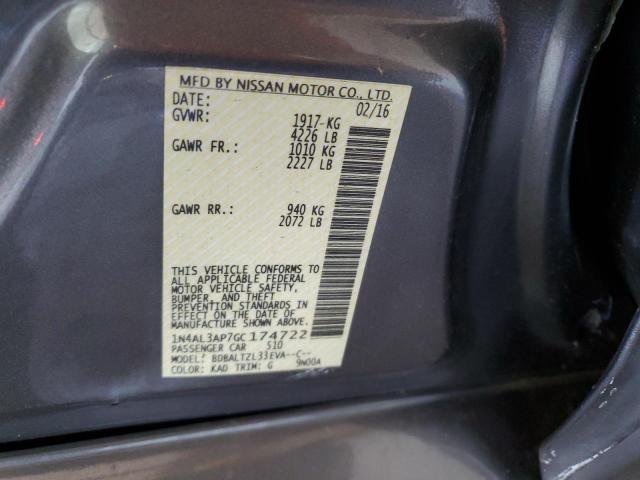 MFD BY NISSAN MOTOR CO., LTD.
DATE: 02/16
GVWR: 1917 KG
4226 LB
GAWR FR.: 1010 KG
2227 LB
GAWR RR.: 940 KG
2072 LB
THIS VEHICLE CONFORMS TO
ALL APPLICABLE FEDERAL
MOTOR VEHICLE SAFETY,
BUMPER, AND THEFT
PREVENTION STANDARDS IN
EFFECT ON THE DATE OF
MANUFACTURE SHOWN ABOVE.
1N4AL3AP7GC174722
PASSENGER CAR 510
MODEL: BDBALTZL33EVA--C--
COLOR: KAD TRIM: G 9N00A